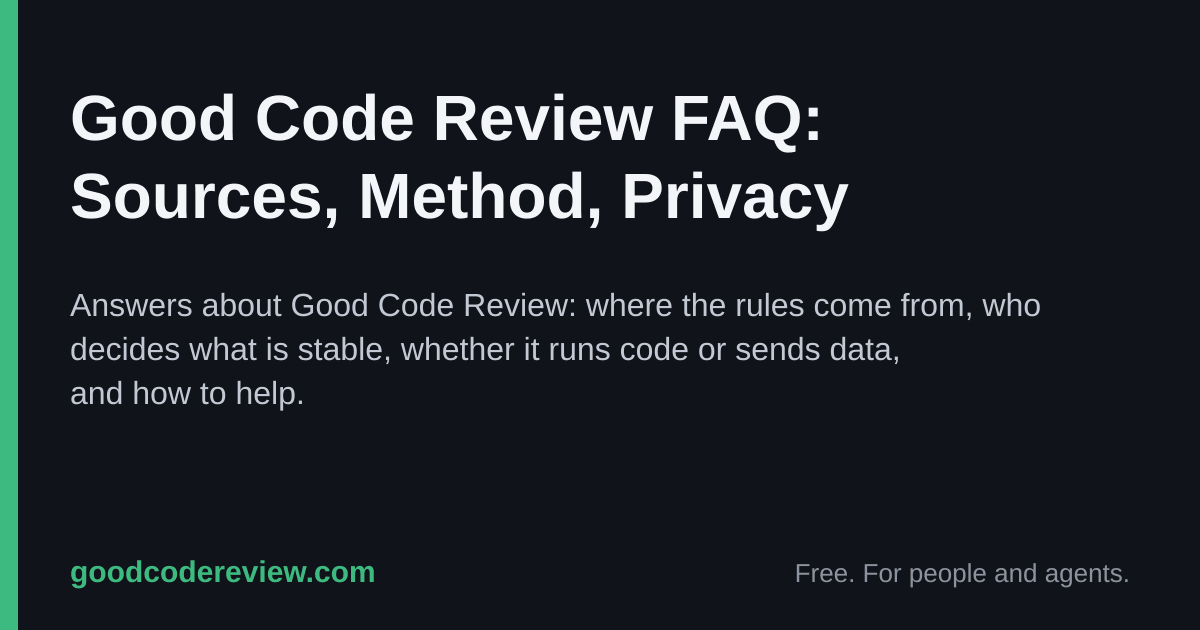 Good Code Review FAQ:
Sources, Method, Privacy
Answers about Good Code Review: where the rules come from, who
decides what is stable, whether it runs code or sends data,
and how to help.
goodcodereview.com
Free. For people and agents.